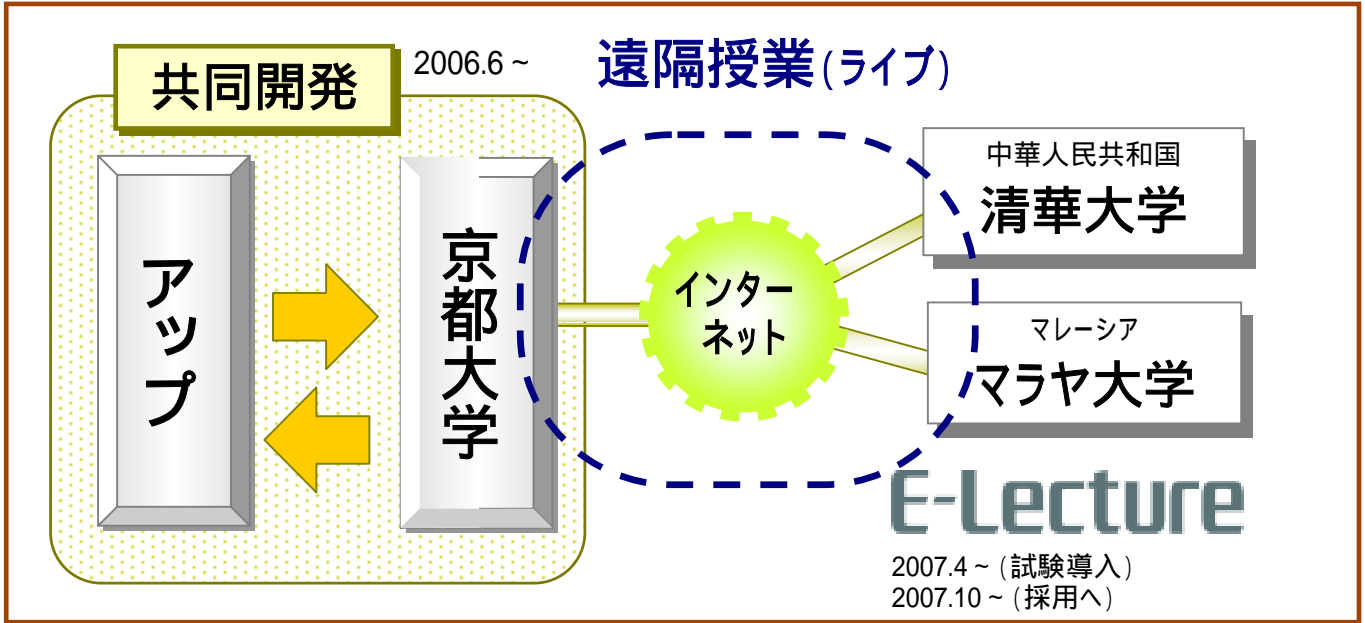 共同開発
2006.6 ~
遠隔授業(ライブ)
アップ
京都大学
インター
ネット
中華人民共和国
清華大学
マレーシア
マラヤ大学
E-Lecture
2007.4 ~ (試験導入)
2007.10 ~ (採用へ)